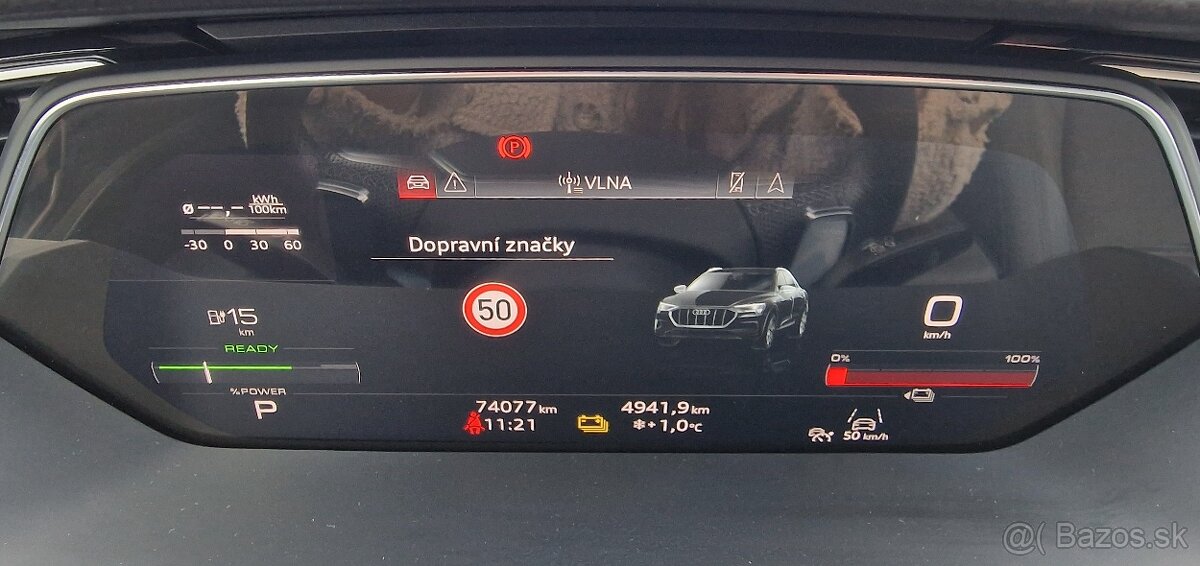 P
VLNA
Ø--,- kWh/100km
-30 0 30 60
Dopravní značky
50
15 km
READY
%POWER
P
0
km/h
0% 100%
74077 km
11:21
4941,9 km
+1,0°C
50 km/h
@( Bazos.sk